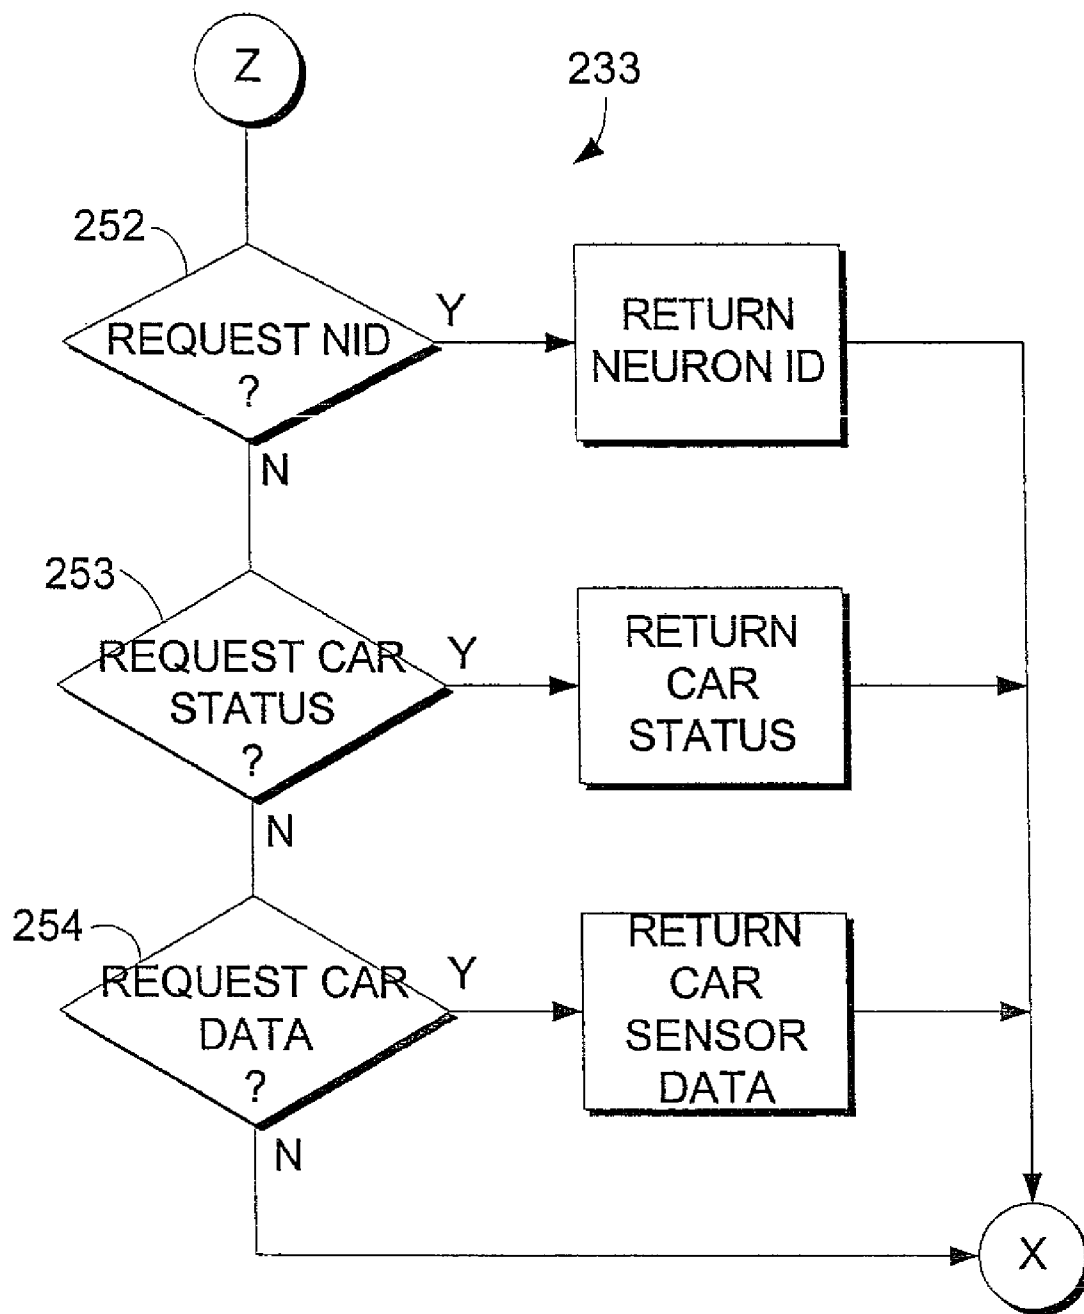 Z
233
252
REQUEST NID
?
Y
RETURN
NEURON ID
N
253
REQUEST CAR
STATUS
?
Y
RETURN
CAR
STATUS
N
254
REQUEST CAR
DATA
?
Y
RETURN
CAR
SENSOR
DATA
N
X